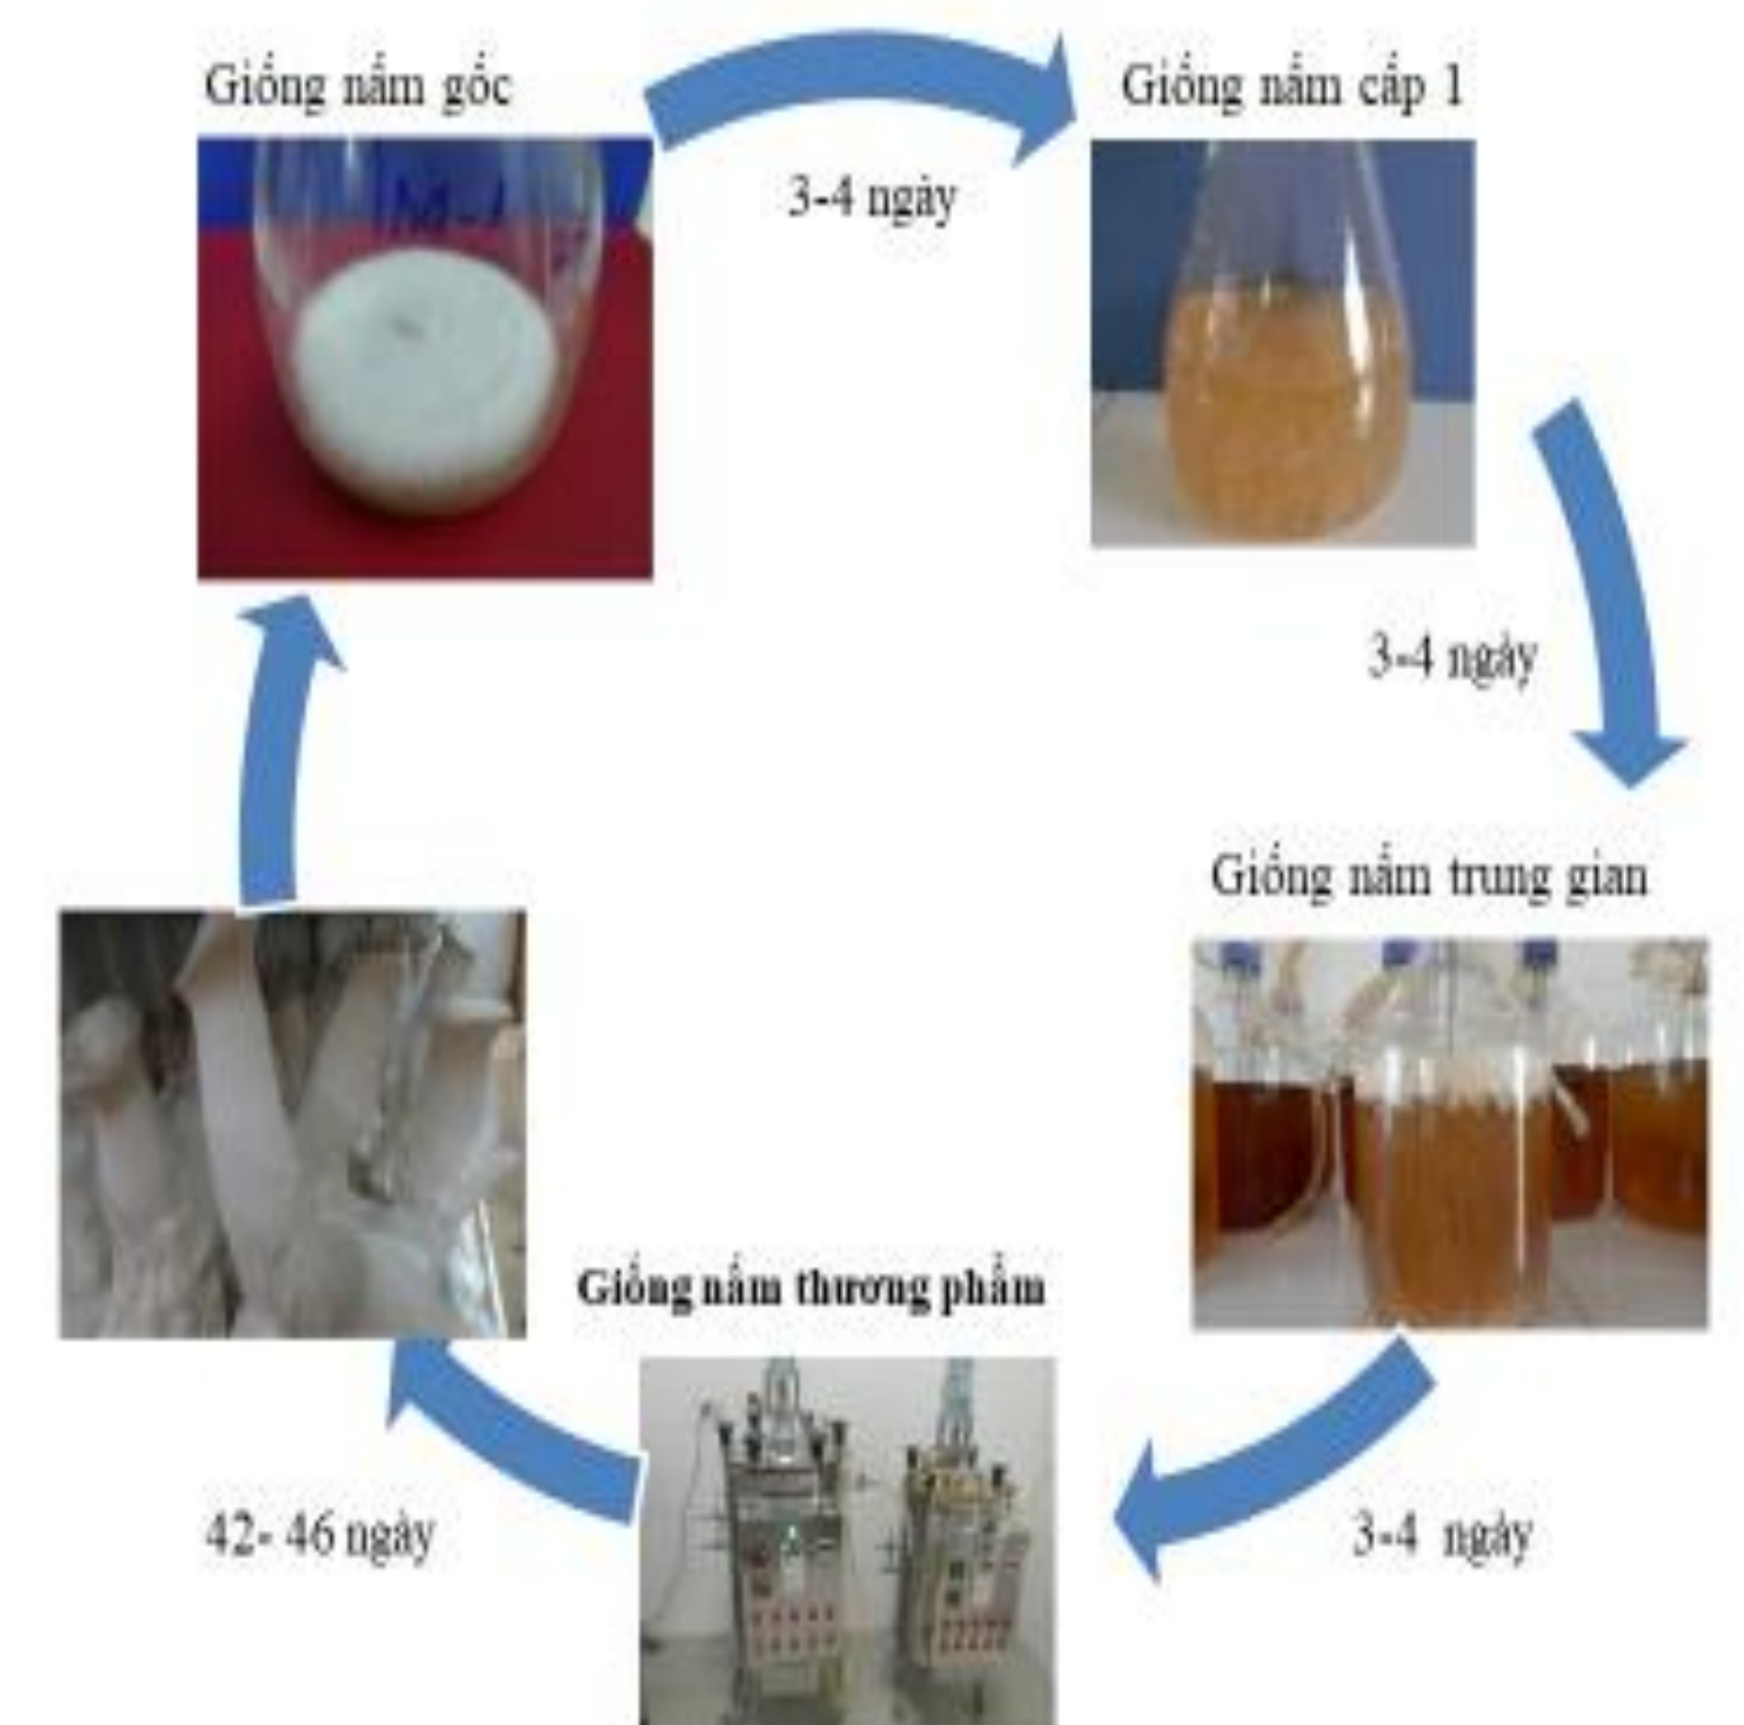 Giống nấm gốc
Giống nấm cấp 1
3-4 ngày
3-4 ngày
Giống nấm trung gian
Giống nấm thương phẩm
42- 46 ngày
3-4 ngày